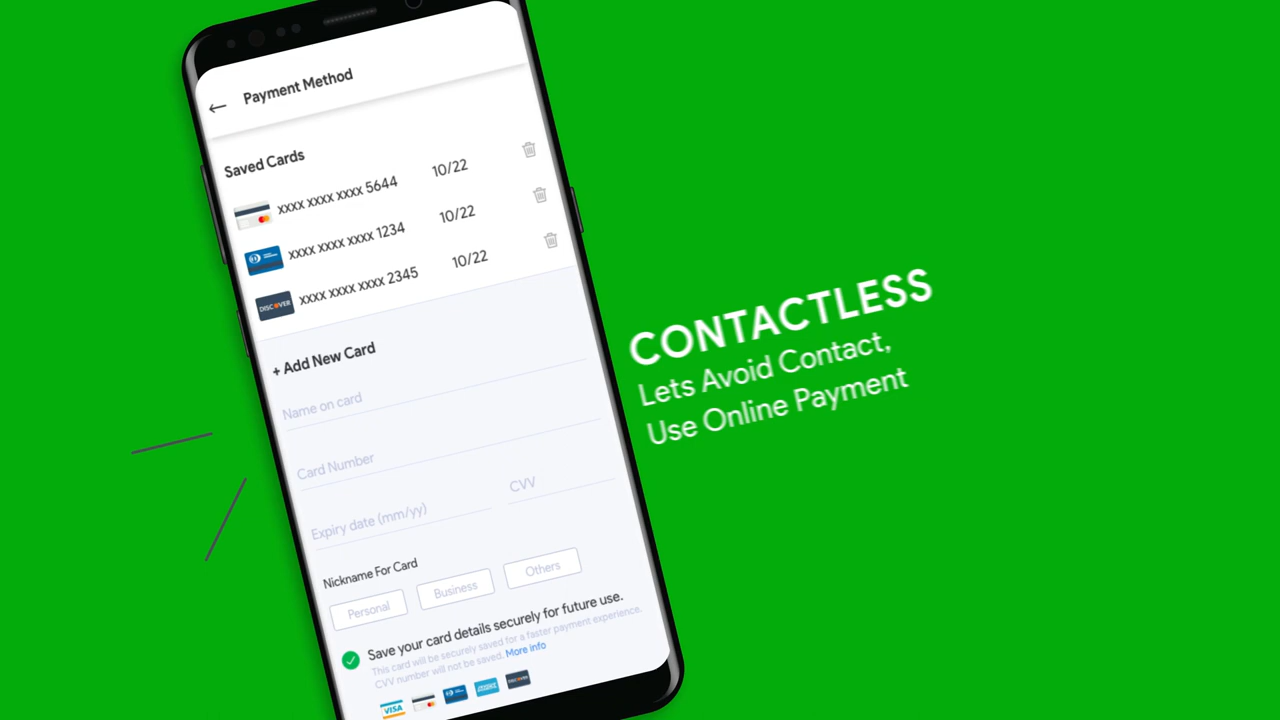 Payment Method
Saved Cards
xxxx xxxx xxxx 5644 10/22
xxxx xxxx xxxx 1234 10/22
DISCOVER xxxx xxxx xxxx 2345 10/22
+ Add New Card
Name on card
Card Number
Expiry date (mm/yy) CVV
Nickname For Card
Personal Business Others
Save your card details securely for future use.
This card will be securely saved for a faster payment experience.
CVV number will not be saved. More info
VISA
CONTACTLESS
Lets Avoid Contact,
Use Online Payment